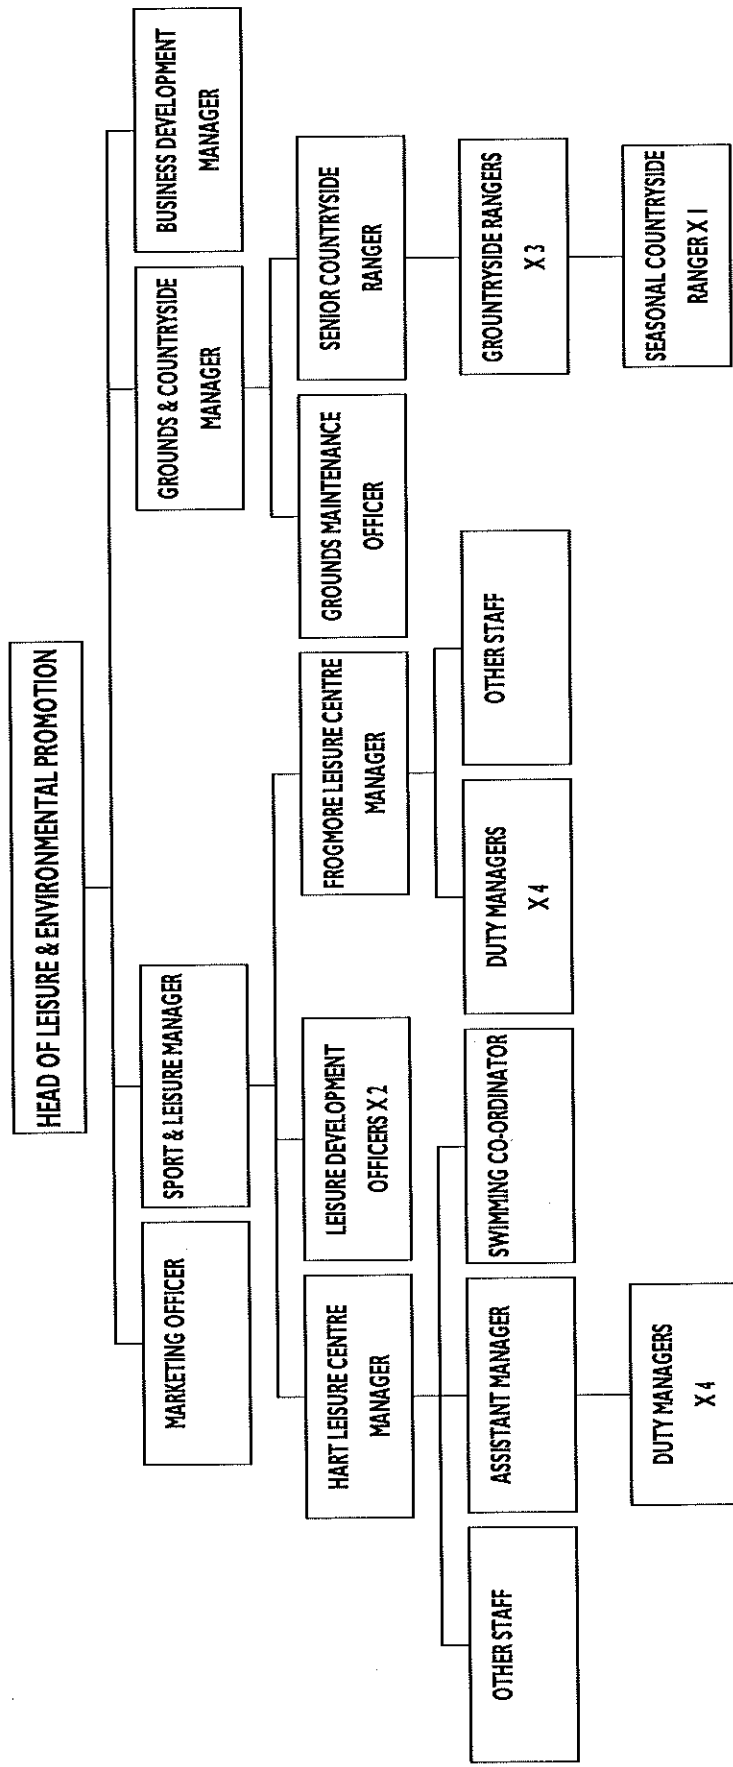 HEAD OF LEISURE & ENVIRONMENTAL PROMOTION
MARKETING OFFICER
SPORT & LEISURE MANAGER
GROUNDS & COUNTRYSIDE
MANAGER
BUSINESS DEVELOPMENT
MANAGER
HART LEISURE CENTRE
MANAGER
LEISURE DEVELOPMENT
OFFICERS X 2
FROGMORE LEISURE CENTRE
MANAGER
GROUNDS MAINTENANCE
OFFICER
SENIOR COUNTRYSIDE
RANGER
OTHER STAFF
ASSISTANT MANAGER
SWIMMING CO-ORDINATOR
DUTY MANAGERS
X 4
OTHER STAFF
GROUNTRYSIDE RANGERS
X 3
DUTY MANAGERS
X 4
SEASONAL COUNTRYSIDE
RANGER X 1